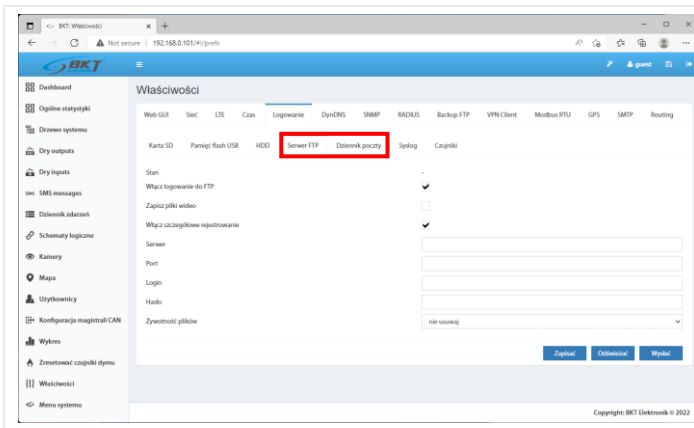 BKT: Właściwości
Not secure | 192.168.0.101/#!/prefs
BKT
guest
Dashboard
Ogólne statystyki
Drzewo systemu
Dry outputs
Dry inputs
SMS SMS messages
Dziennik zdarzeń
Schematy logiczne
Kamery
Mapa
Użytkownicy
Konfiguracja magistrali CAN
Wykres
Zresetować czujniki dymu
Właściwości
Menu systemu
Właściwości
Web GUI Sieć LTE Czas Logowanie DynDNS SNMP RADIUS Backup FTP VPN Client Modbus RTU GPS SMTP Routing
Karta SD Pamięć flash USB HDD Serwer FTP Dziennik poczty Syslog Czujniki
Stan -
Włącz logowanie do FTP
Zapisz pliki wideo
Włącz szczegółowe rejestrowanie
Serwer
Port
Login
Hasło
Żywotność plików nie usuwaj
Zapisać Odświeżać Wysłać
Copyright: BKT Elektronik © 2022